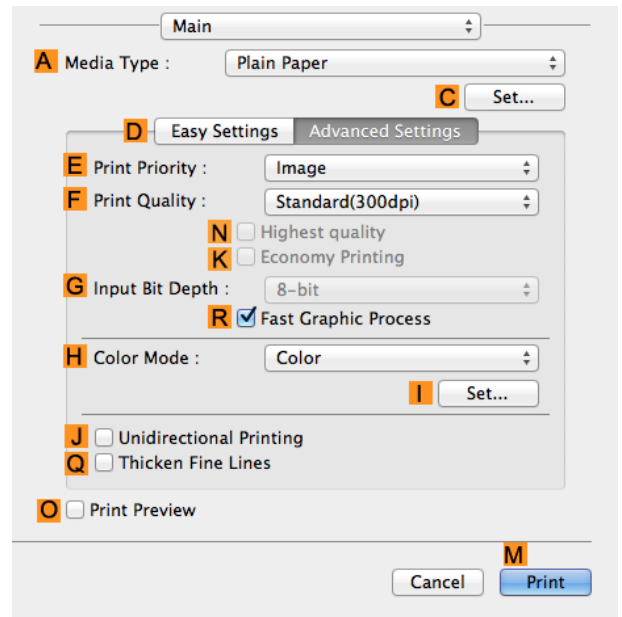 Main
A Media Type : Plain Paper
C Set...
D Easy Settings Advanced Settings
E Print Priority : Image
F Print Quality : Standard(300dpi)
N Highest quality
K Economy Printing
G Input Bit Depth : 8-bit
R Fast Graphic Process
H Color Mode : Color
I Set...
J Unidirectional Printing
Q Thicken Fine Lines
O Print Preview
M
Cancel Print